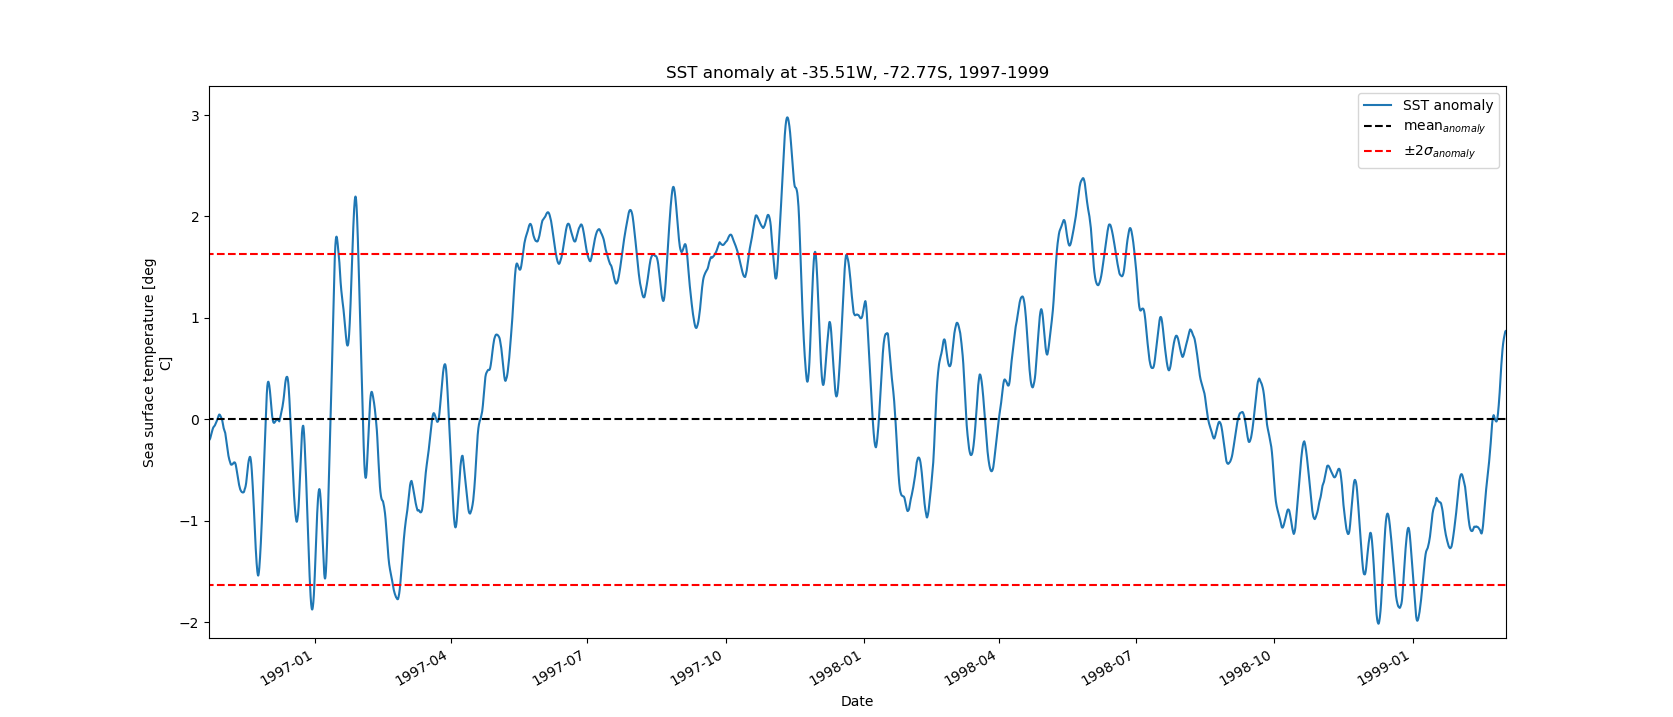 SST anomaly at -35.51W, -72.77S, 1997-1999
SST anomaly
mean_anomaly
±2σ_anomaly
3
2
1
0
−1
−2
Sea surface temperature [deg
C]
1997-01
1997-04
1997-07
1997-10
1998-01
1998-04
1998-07
1998-10
1999-01
Date